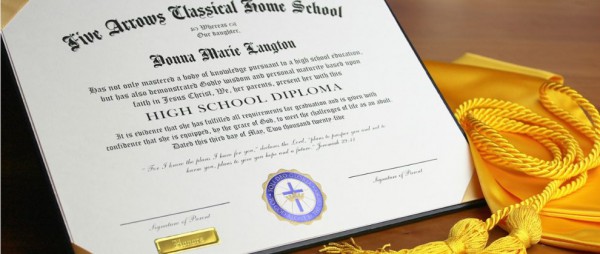 Five Arrows Classical Home School
Whereas
Our daughter,
Donna Marie Langton
Has not only mastered a body of knowledge pursuant to a high school education,
but has also demonstrated Godly wisdom and personal maturity based upon
faith in Jesus Christ, We, her parents, present her with this
HIGH SCHOOL DIPLOMA
It is evidence that she has fulfilled all requirements for graduation and is given with
confidence that she is equipped, by the grace of God, to meet the challenges of life as an adult.
Dated this third day of May, Two thousand twenty five
"For I know the plans I have for you," declares the Lord, "plans to prosper you and not to
harm you, plans to give you hope and a future." - Jeremiah 29:11
Signature of Parent
Signature of Parent